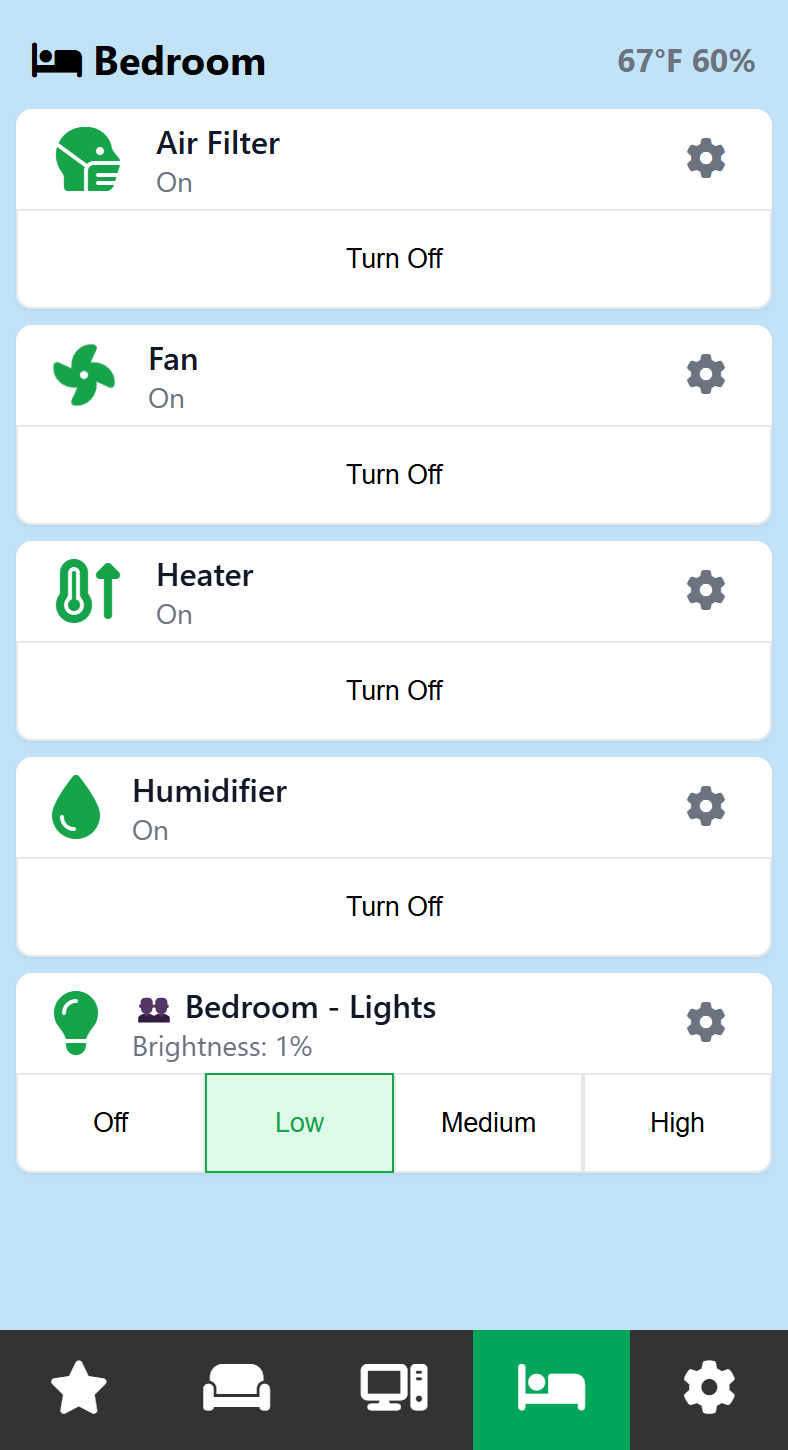 Bedroom 67°F 60%
Air Filter
On
Turn Off
Fan
On
Turn Off
Heater
On
Turn Off
Humidifier
On
Turn Off
👥 Bedroom - Lights
Brightness: 1%
Off Low Medium High